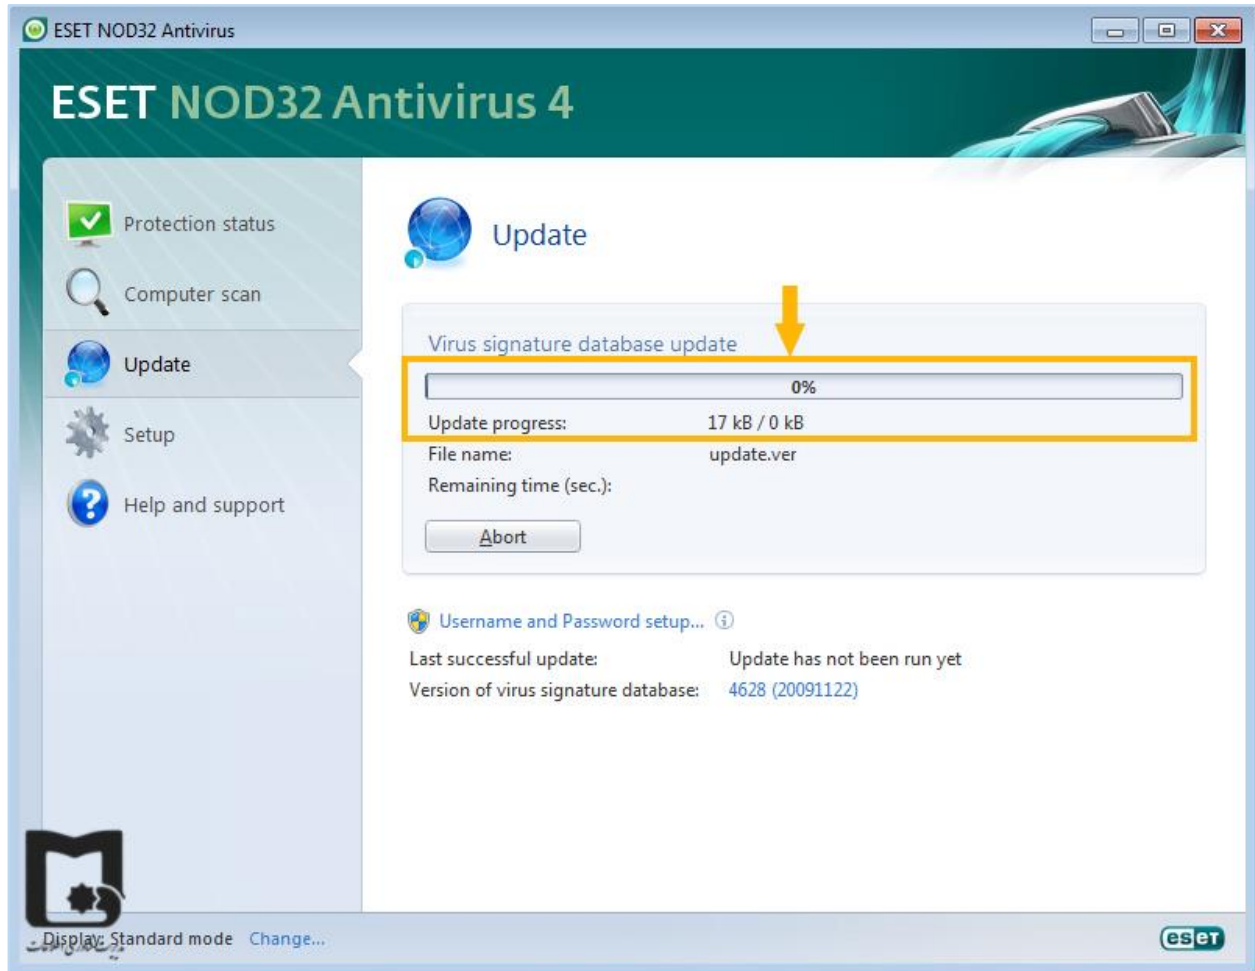 ESET NOD32 Antivirus
ESET NOD32 Antivirus 4
Protection status
Computer scan
Update
Setup
Help and support
Update
Virus signature database update
0%
Update progress: 17 kB / 0 kB
File name: update.ver
Remaining time (sec.):
Abort
Username and Password setup...
Last successful update: Update has not been run yet
Version of virus signature database: 4628 (20091122)
Display: Standard mode Change...
eseT